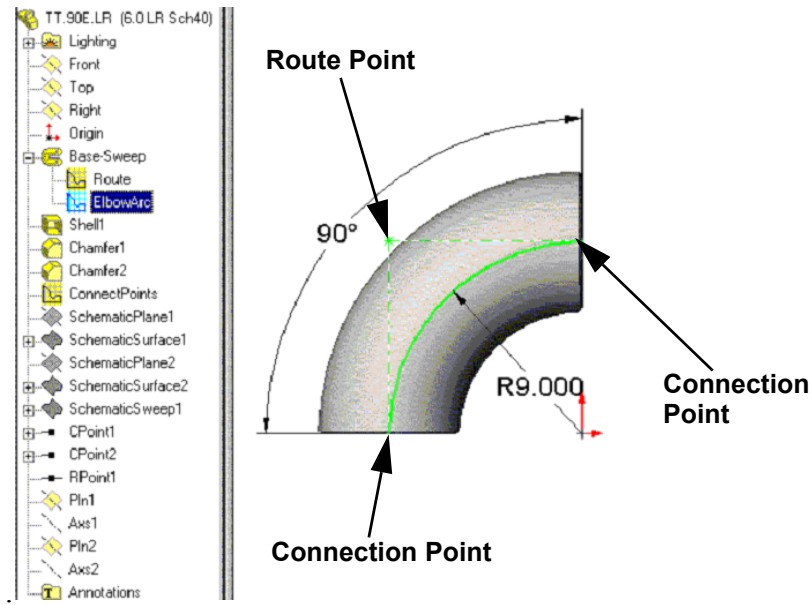 TT.90E.LR (6.0 LR Sch40)
Lighting
Front
Top
Right
Origin
Base-Sweep
Route
ElbowArc
Shell1
Chamfer1
Chamfer2
ConnectPoints
SchematicPlane1
SchematicSurface1
SchematicPlane2
SchematicSurface2
SchematicSweep1
CPoint1
CPoint2
RPoint1
Pln1
Axs1
Pln2
Axs2
Annotations
Route Point
90°
R9.000
Connection
Point
Connection Point